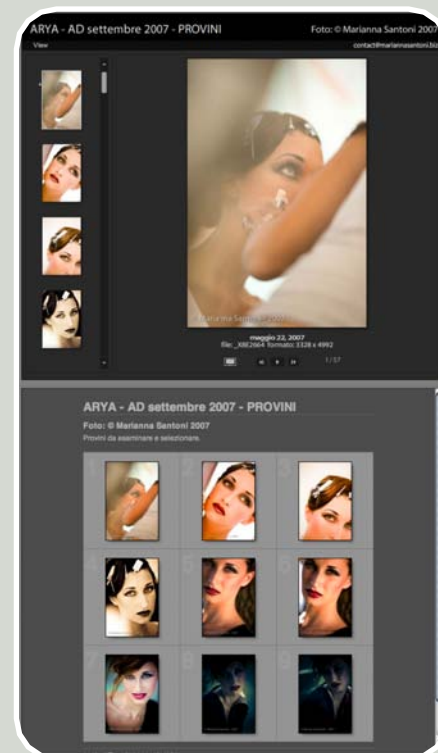 ARYA - AD settembre 2007 - PROVINI
Foto: © Marianna Santoni 2007
View
contact@mariannasantoni.biz
Marianna
maggio 22, 2007
file: _X8E2664 formato: 3328 x 4992
1 / 57
ARYA - AD settembre 2007 - PROVINI
Foto: © Marianna Santoni 2007
Provini da esaminare e selezionare.
1 2 3
4 5 6
7 8 9